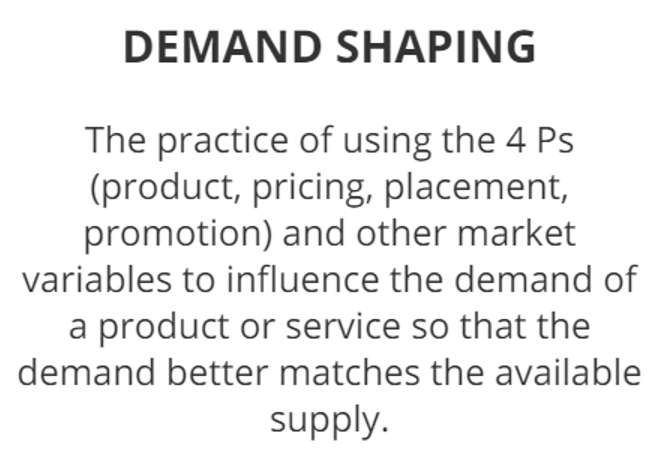 DEMAND SHAPING
The practice of using the 4 Ps
(product, pricing, placement,
promotion) and other market
variables to influence the demand of
a product or service so that the
demand better matches the available
supply.